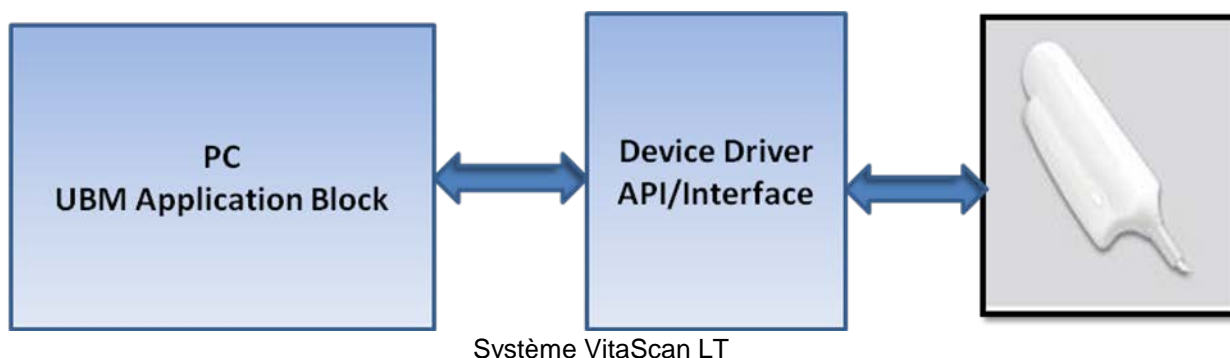 PC
UBM Application Block
Device Driver
API/Interface
Système VitaScan LT